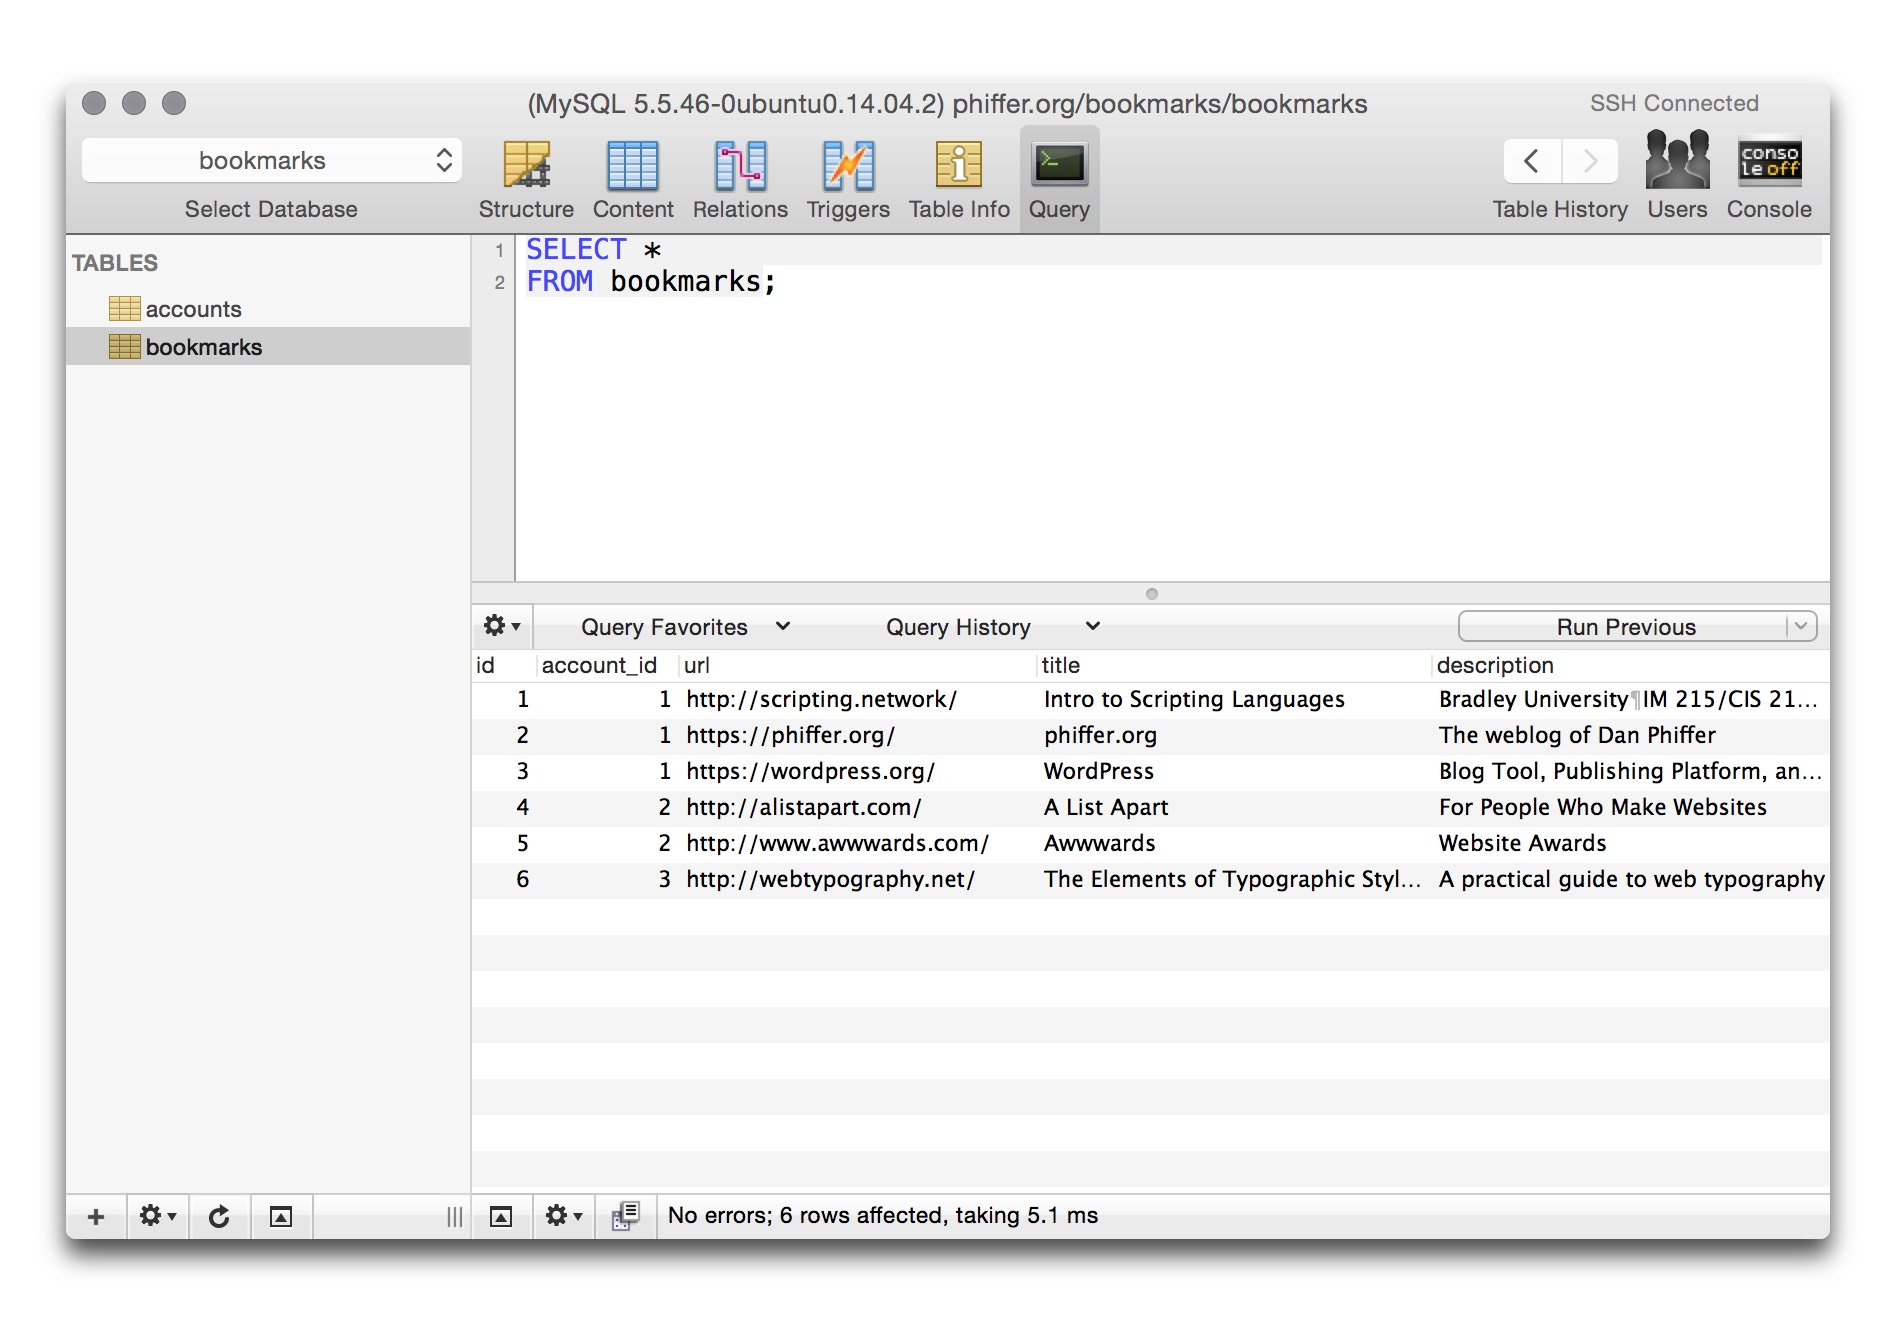 (MySQL 5.5.46-0ubuntu0.14.04.2) phiffer.org/bookmarks/bookmarks
SSH Connected
bookmarks
Select Database
Structure
Content
Relations
Triggers
Table Info
Query
Table History
Users
conso
le off
Console
TABLES
accounts
bookmarks
1 SELECT *
2 FROM bookmarks;
Query Favorites
Query History
Run Previous
id account_id url title description
1 1 http://scripting.network/ Intro to Scripting Languages Bradley University¶IM 215/CIS 21...
2 1 https://phiffer.org/ phiffer.org The weblog of Dan Phiffer
3 1 https://wordpress.org/ WordPress Blog Tool, Publishing Platform, an...
4 2 http://alistapart.com/ A List Apart For People Who Make Websites
5 2 http://www.awwwards.com/ Awwwards Website Awards
6 3 http://webtypography.net/ The Elements of Typographic Styl... A practical guide to web typography
No errors; 6 rows affected, taking 5.1 ms